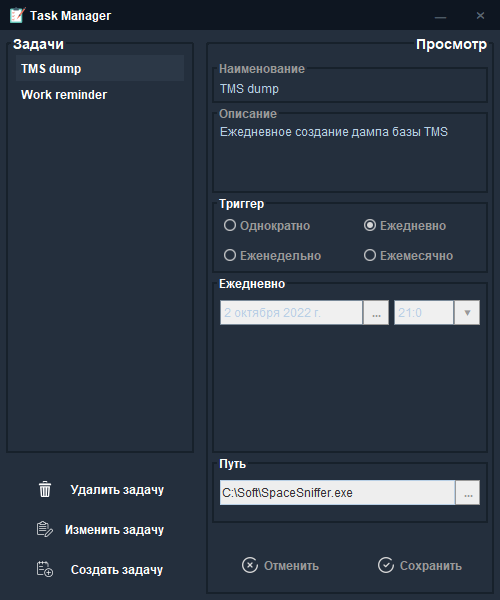 Task Manager
Задачи
TMS dump
Work reminder
Удалить задачу
Изменить задачу
Создать задачу
Просмотр
Наименование
TMS dump
Описание
Ежедневное создание дампа базы TMS
Триггер
Однократно
Ежедневно
Еженедельно
Ежемесячно
Ежедневно
2 октября 2022 г.
...
21:0
Путь
C:\Soft\SpaceSniffer.exe
...
Отменить
Сохранить